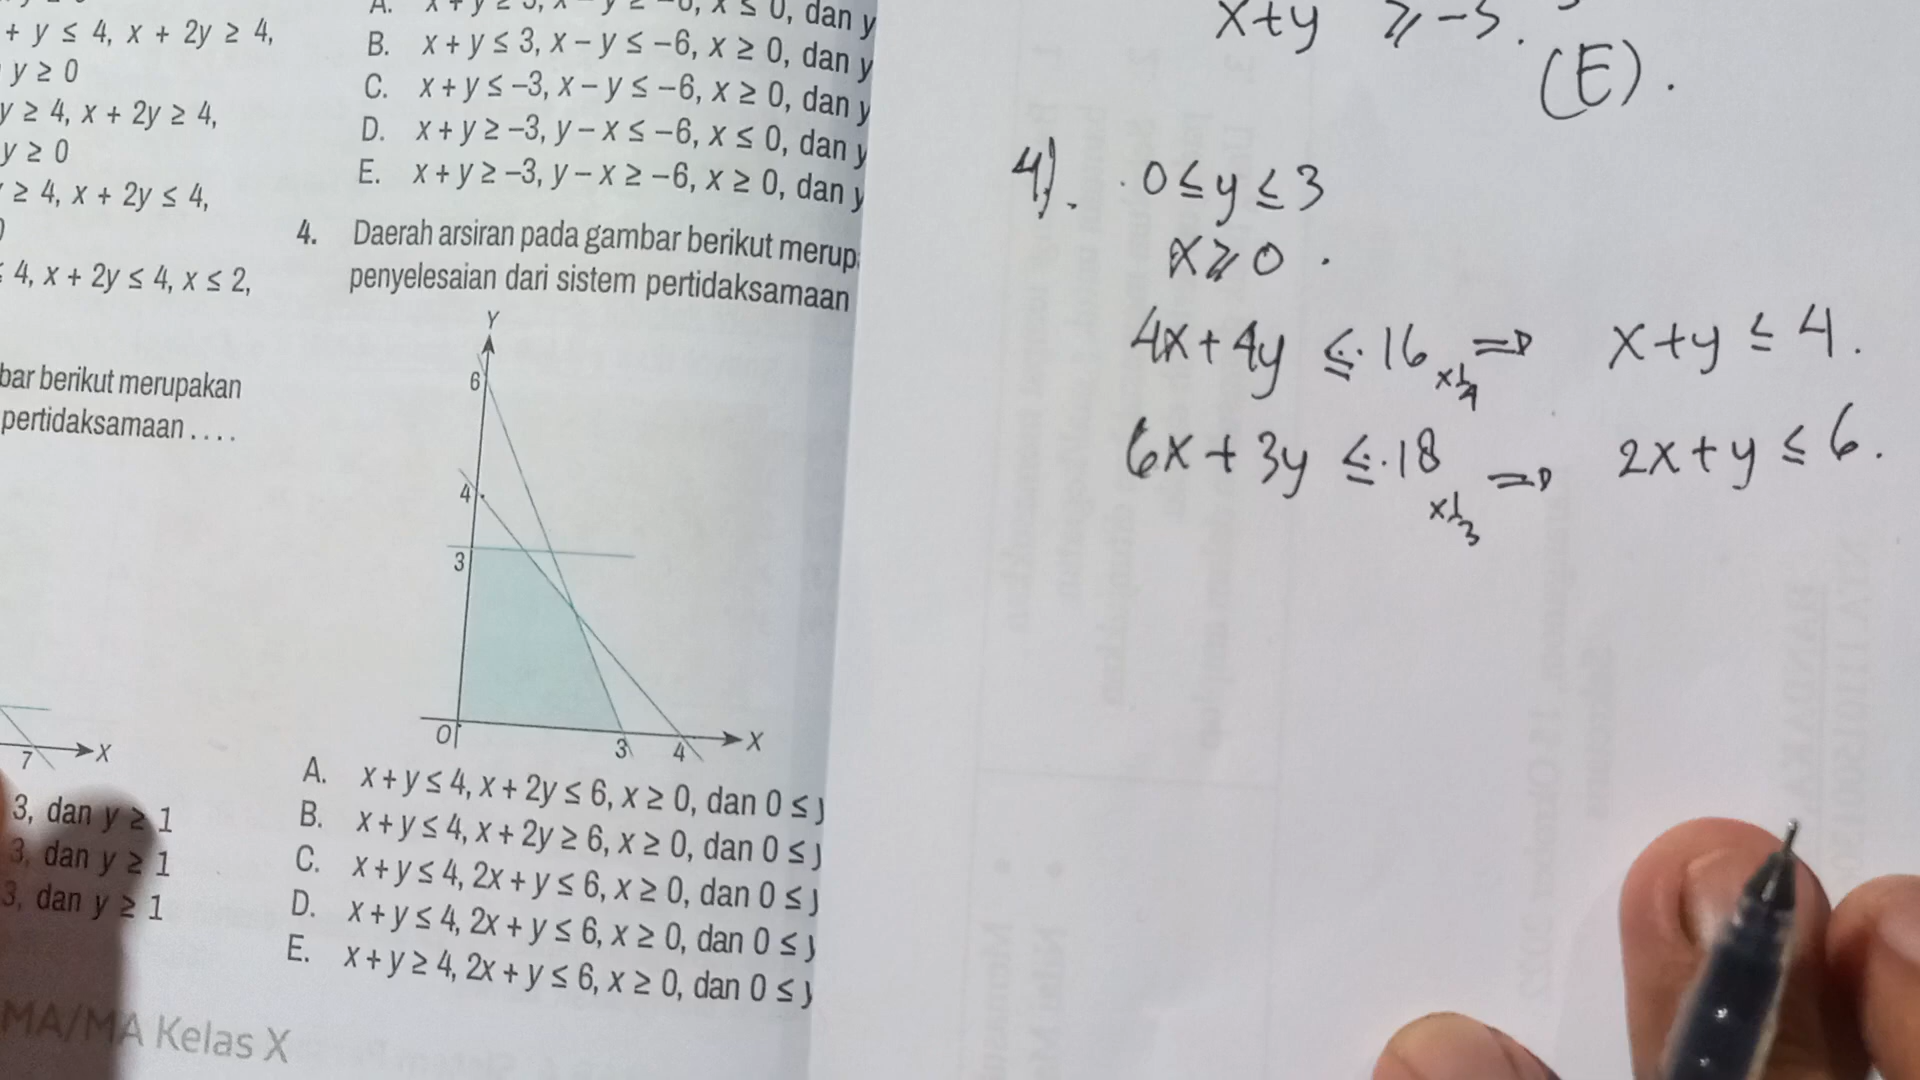 + y ≤ 4, x + 2y ≥ 4,
y ≥ 0
y ≥ 4, x + 2y ≥ 4,
y ≥ 0
≥ 4, x + 2y ≤ 4,
4, x + 2y ≤ 4, x ≤ 2,
bar berikut merupakan
pertidaksamaan . . . .
7
X
3, dan y ≥ 1
3, dan y ≥ 1
3, dan y ≥ 1
MA/MA Kelas X
A.
B. x + y ≤ 3, x – y ≤ –6, x ≥ 0, dan y
C. x + y ≤ –3, x – y ≤ –6, x ≥ 0, dan y
D. x + y ≥ –3, y – x ≤ –6, x ≤ 0, dan y
E. x + y ≥ –3, y – x ≥ –6, x ≥ 0, dan y
4. Daerah arsiran pada gambar berikut merup
penyelesaian dari sistem pertidaksamaan
Y
6
4
3
O
3
4
X
A. x + y ≤ 4, x + 2y ≤ 6, x ≥ 0, dan 0 ≤
B. x + y ≤ 4, x + 2y ≥ 6, x ≥ 0, dan 0 ≤
C. x + y ≤ 4, 2x + y ≤ 6, x ≥ 0, dan 0 ≤
D. x + y ≤ 4, 2x + y ≤ 6, x ≥ 0, dan 0 ≤
E. x + y ≥ 4, 2x + y ≤ 6, x ≥ 0, dan 0 ≤
x+y ≥ -3.
(E).
4). 0 ≤ y ≤ 3
x ≥ 0 .
4x + 4y ≤ 16 x 1/4 ⇒ x + y ≤ 4.
6x + 3y ≤ 18 x 1/3 ⇒ 2x + y ≤ 6.